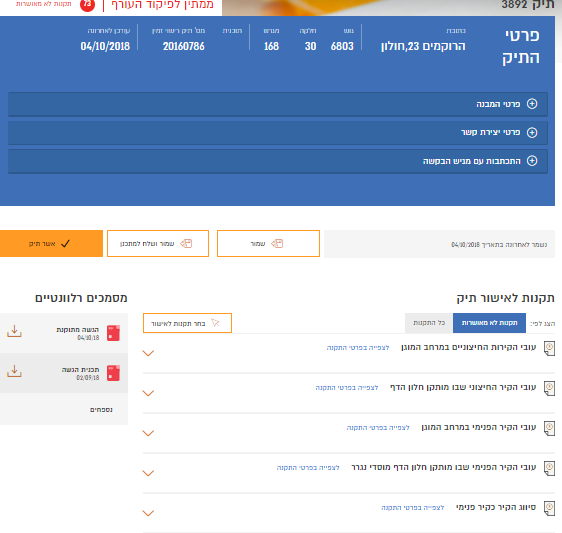 תיק 3892
ממתין לפיקוד העורף
73
תקנות לא מאושרות
פרטי התיק
כתובת
הרוקמים 23,חולון
גוש
6803
חלקה
30
מגרש
168
תוכנית
מס' תיק רישוי זמין
20160786
עודכן לאחרונה
04/10/2018
פרטי המבנה
פרטי יצירת קשר
התכתבות עם מגיש הבקשה
נשמר לאחרונה בתאריך 04/10/2018
שמור
שמור ושלח למתכנן
אשר תיק
תקנות לאישור תיק
הצג לפי:
תקנות לא מאושרות
כל התקנות
בחר תקנות לאישור
עובי הקירות החיצוניים במרחב המוגן
לצפייה בפרטי התקנה
עובי הקיר החיצוני שבו מותקן חלון הדף
לצפייה בפרטי התקנה
עובי הקיר הפנימי במרחב המוגן
לצפייה בפרטי התקנה
עובי הקיר הפנימי שבו מותקן חלון הדף מוסדי נגרר
לצפייה בפרטי התקנה
סיווג הקיר כקיר פנימי
לצפייה בפרטי התקנה
מסמכים רלוונטיים
הגשה מתוקנת
04/10/18
תכנית הגשה
02/09/18
נספחים